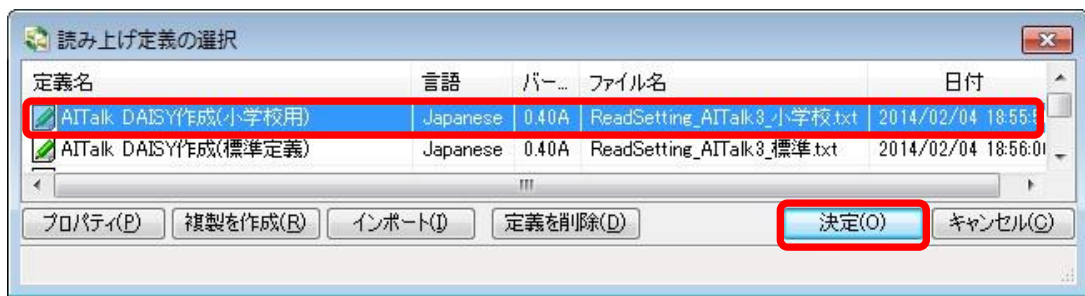 読み上げ定義の選択
定義名 言語 バー... ファイル名 日付
AITalk DAISY作成(小学校用) Japanese 0.40A ReadSetting_AITalk3_小学校.txt 2014/02/04 18:55:5
AITalk DAISY作成(標準定義) Japanese 0.40A ReadSetting_AITalk3_標準.txt 2014/02/04 18:56:0
プロパティ(P) 複製を作成(R) インポート(I) 定義を削除(D) 決定(O) キャンセル(C)